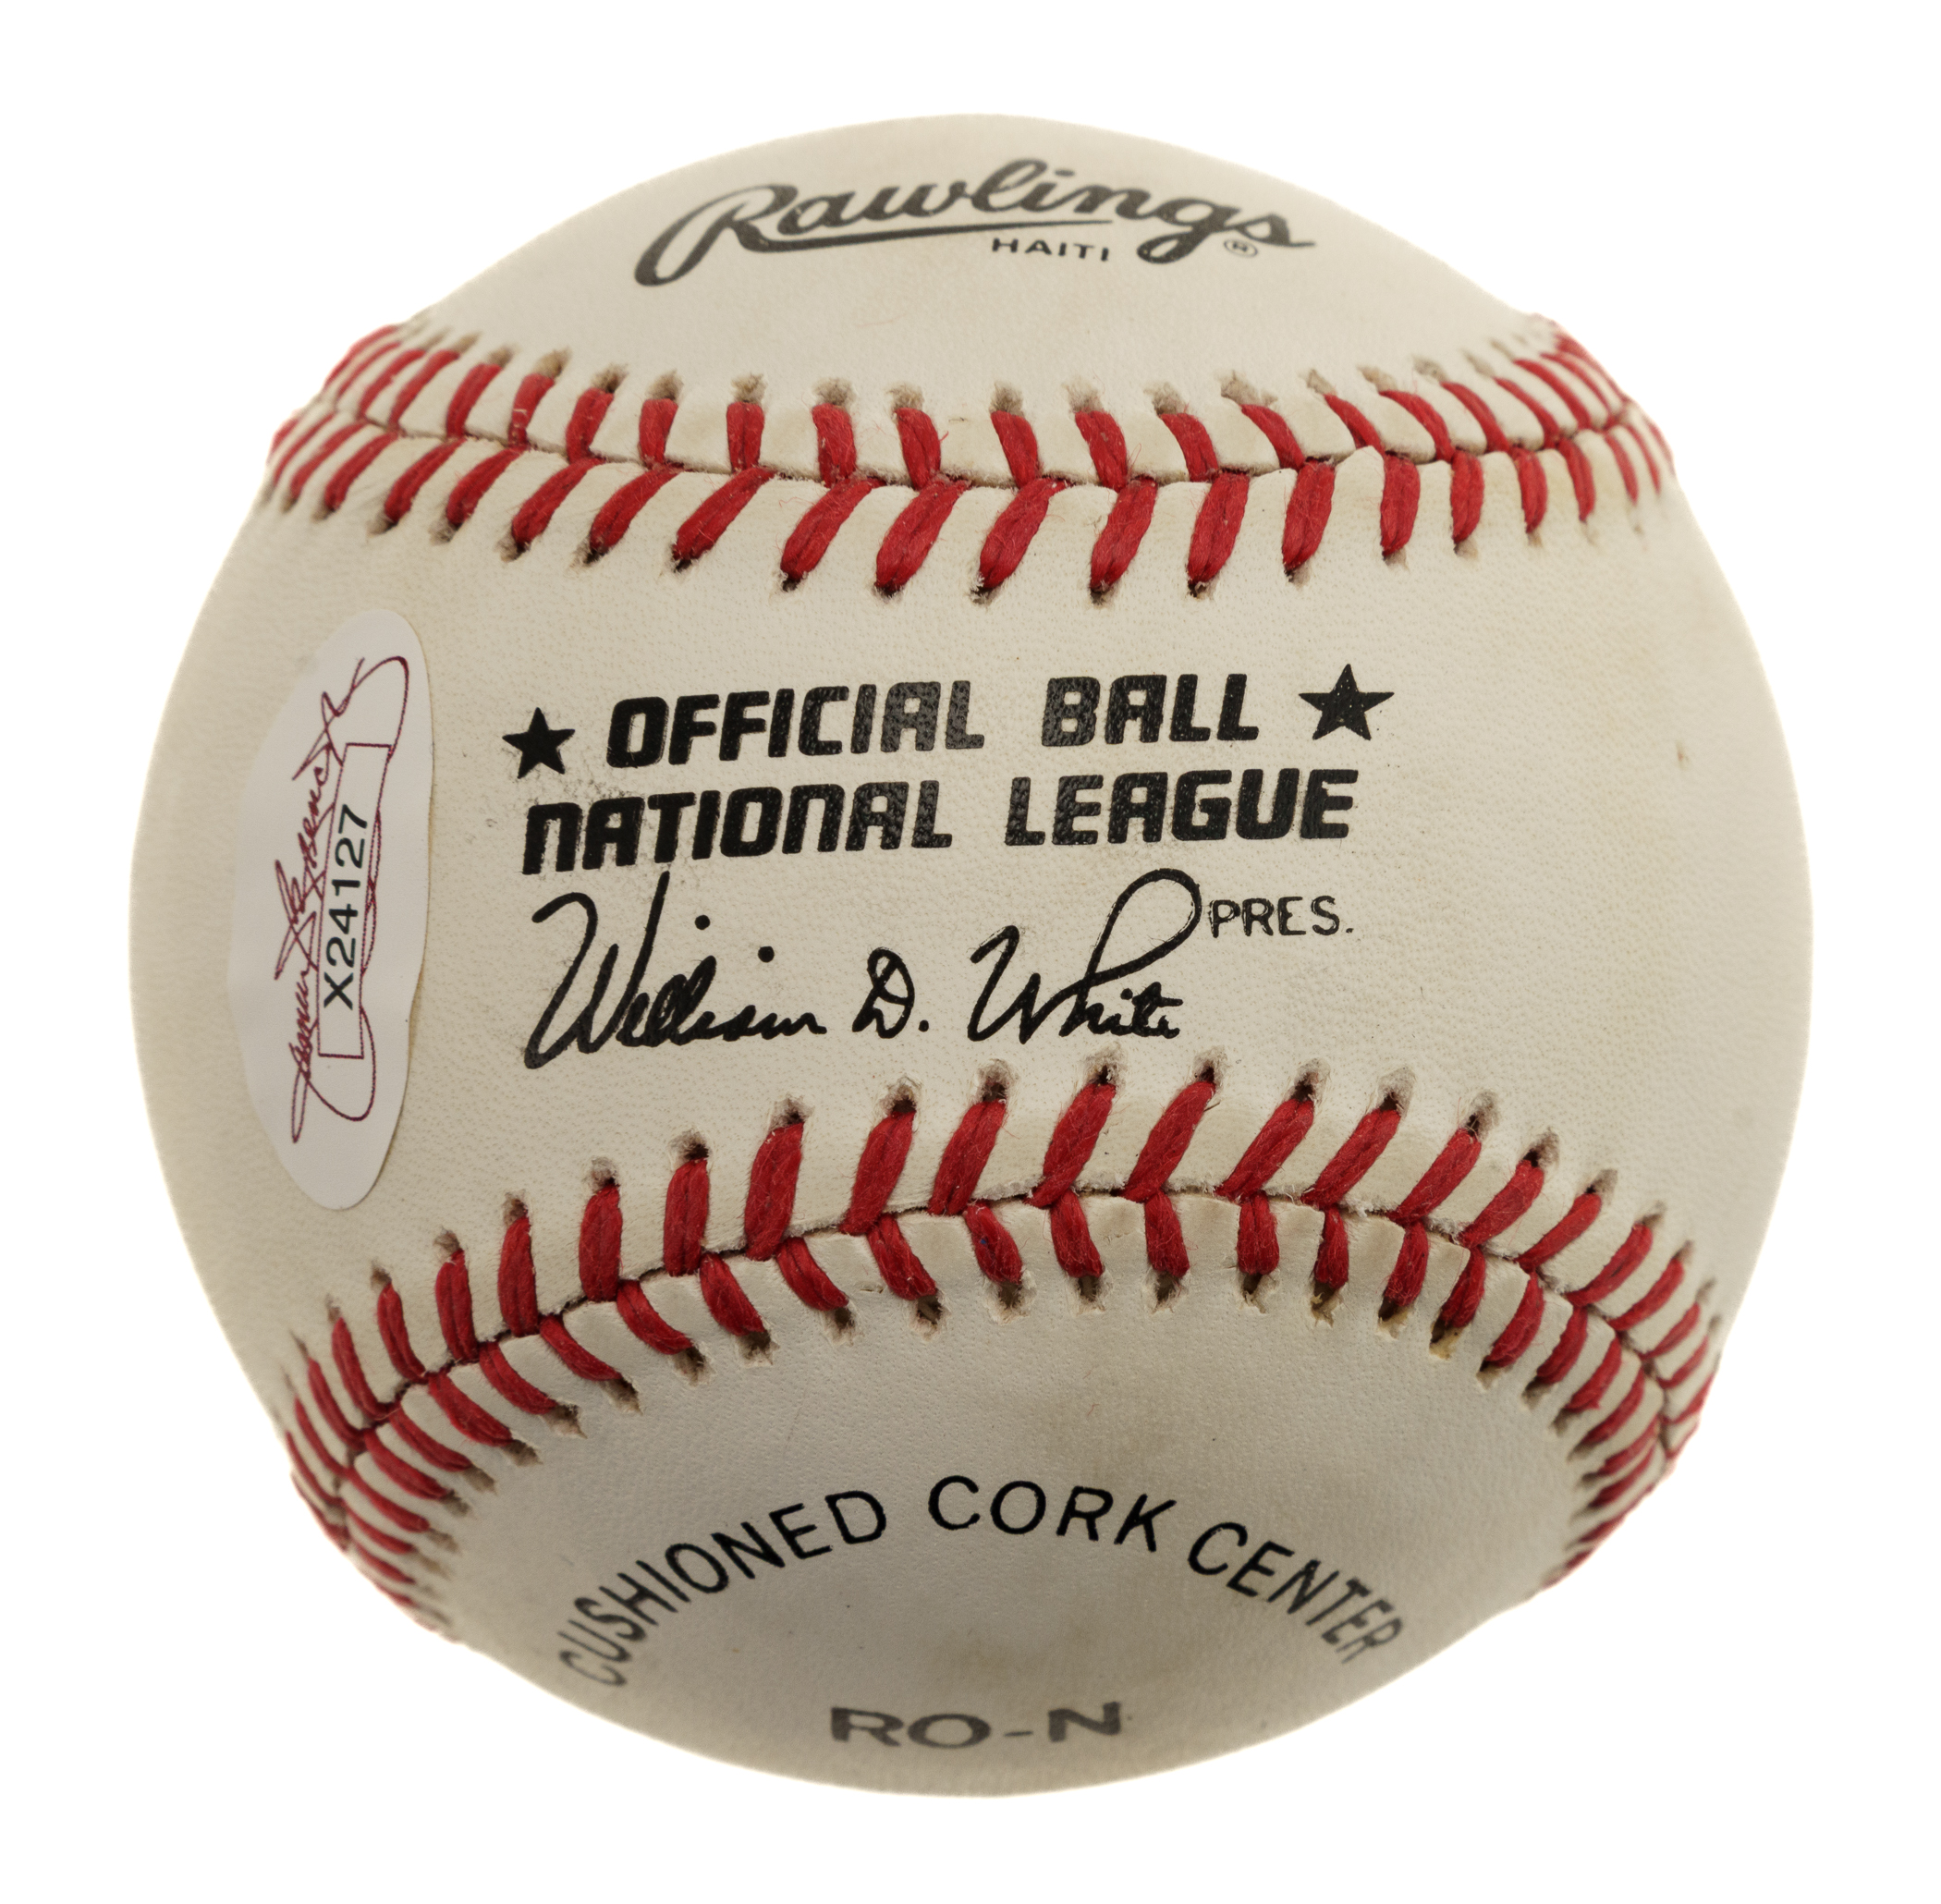 Rawlings
HAITI ®
★ OFFICIAL BALL ★
NATIONAL LEAGUE
William D. White PRES.
X24127
CUSHIONED CORK CENTER
RO-N